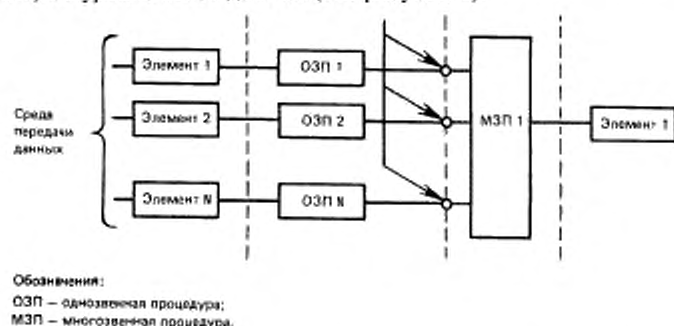 Элемент 1
ОЗП 1
Среда
передачи
данных
Элемент 2
ОЗП 2
МЗП 1
Элемент 1
Элемент N
ОЗП N
Обозначения:
ОЗП — однозвенная процедура;
МЗП — многозвенная процедура.